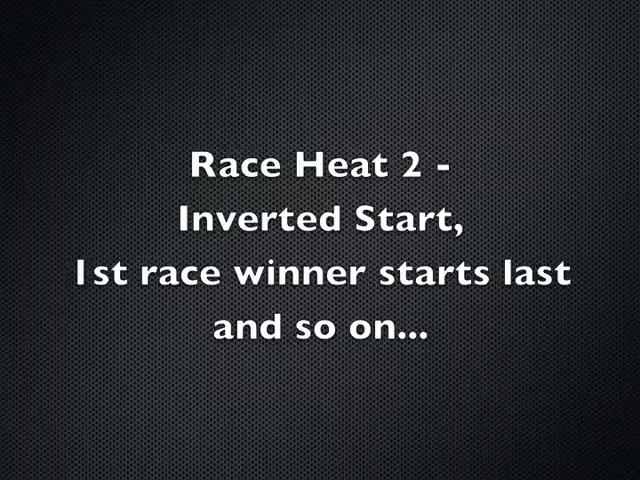 Race Heat 2 -
Inverted Start,
1st race winner starts last
and so on...